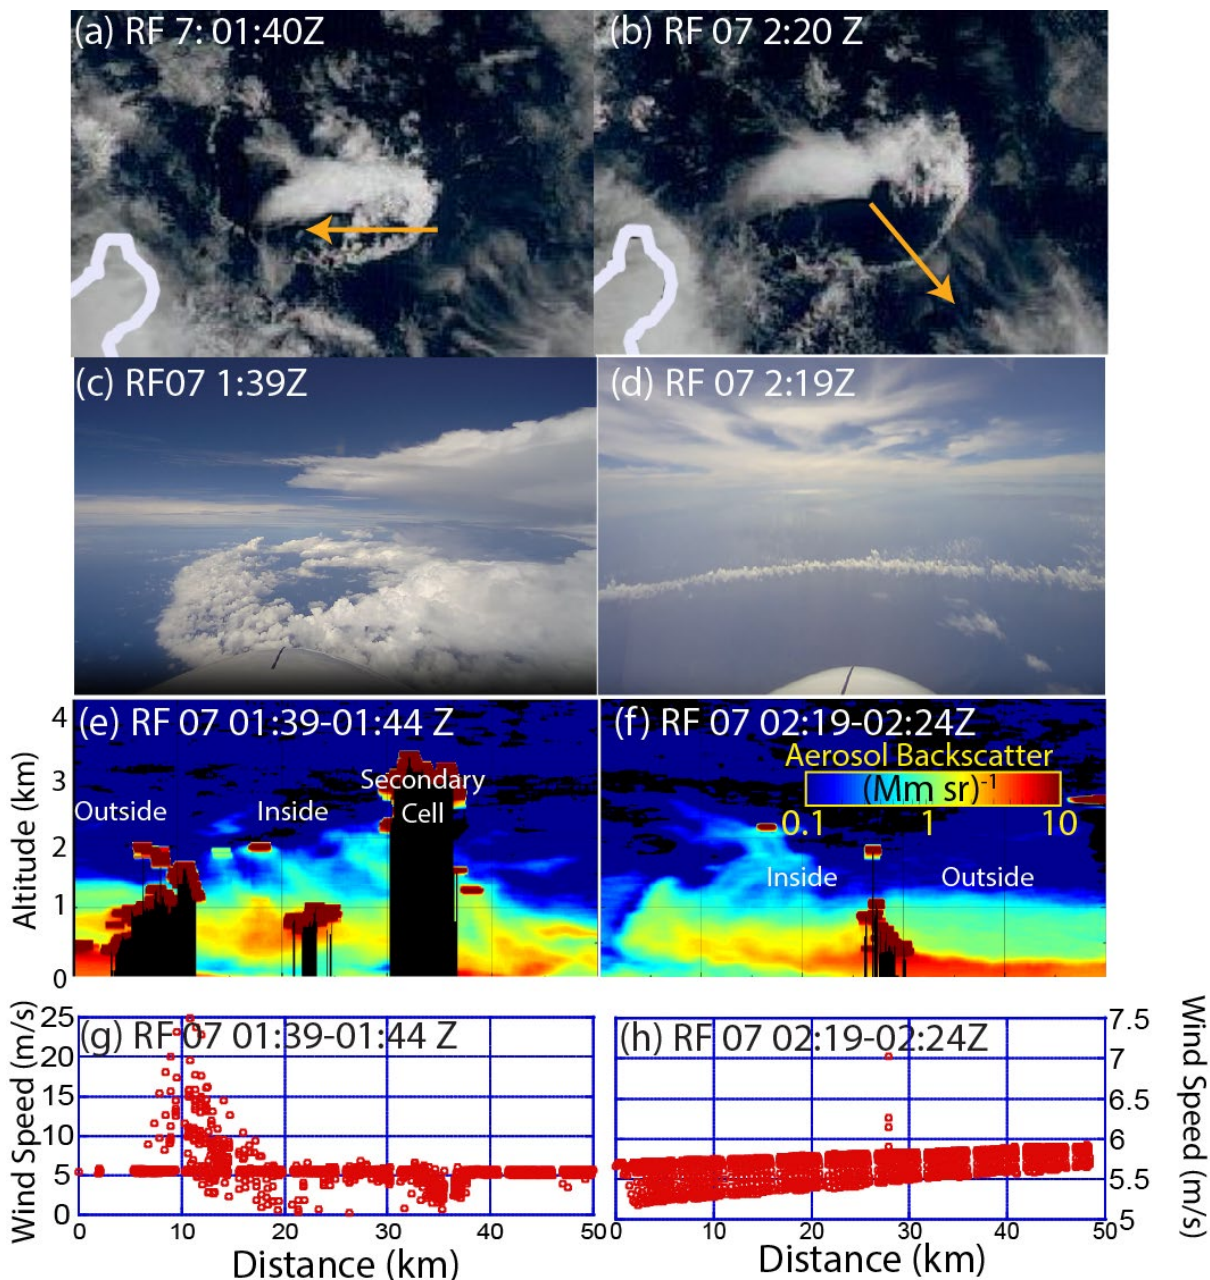 (a) RF 7: 01:40Z
(b) RF 07 2:20 Z
(c) RF07 1:39Z
(d) RF 07 2:19Z
(e) RF 07 01:39-01:44 Z
(f) RF 07 02:19-02:24Z
Aerosol Backscatter
(Mm sr)-1
0.1 1 10
Altitude (km)
4
3
2
1
0
Outside
Inside
Secondary
Cell
Inside
Outside
(g) RF 07 01:39-01:44 Z
(h) RF 07 02:19-02:24Z
Wind Speed (m/s)
25
20
15
10
5
0
0 10 20 30 40 50
Distance (km)
7.5
7
6.5
6
5.5
5
Wind Speed (m/s)
0 10 20 30 40 50
Distance (km)